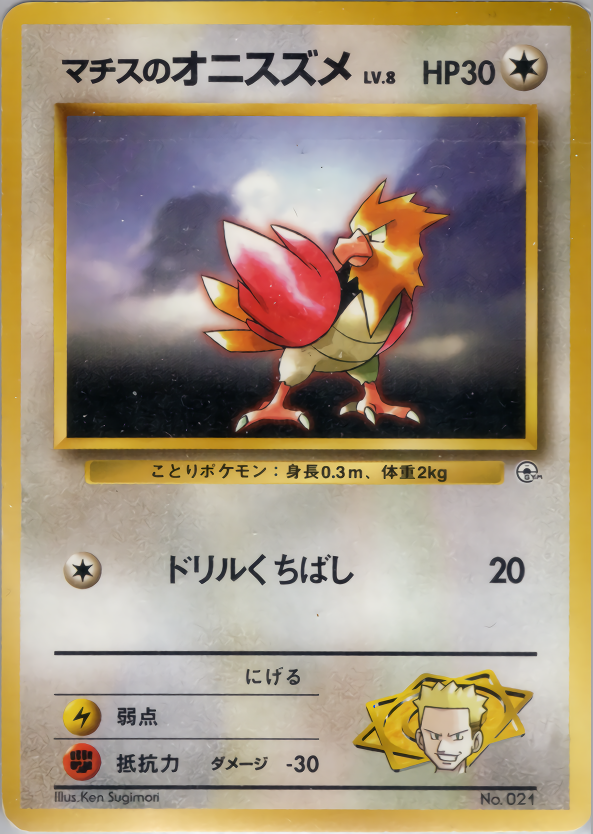 マチスのオニスズメ LV.8 HP30
ことりポケモン：身長0.3m、体重2kg
GYM
ドリルくちばし 20
にげる
弱点
抵抗力 ダメージ -30
Illus.Ken Sugimori No. 021